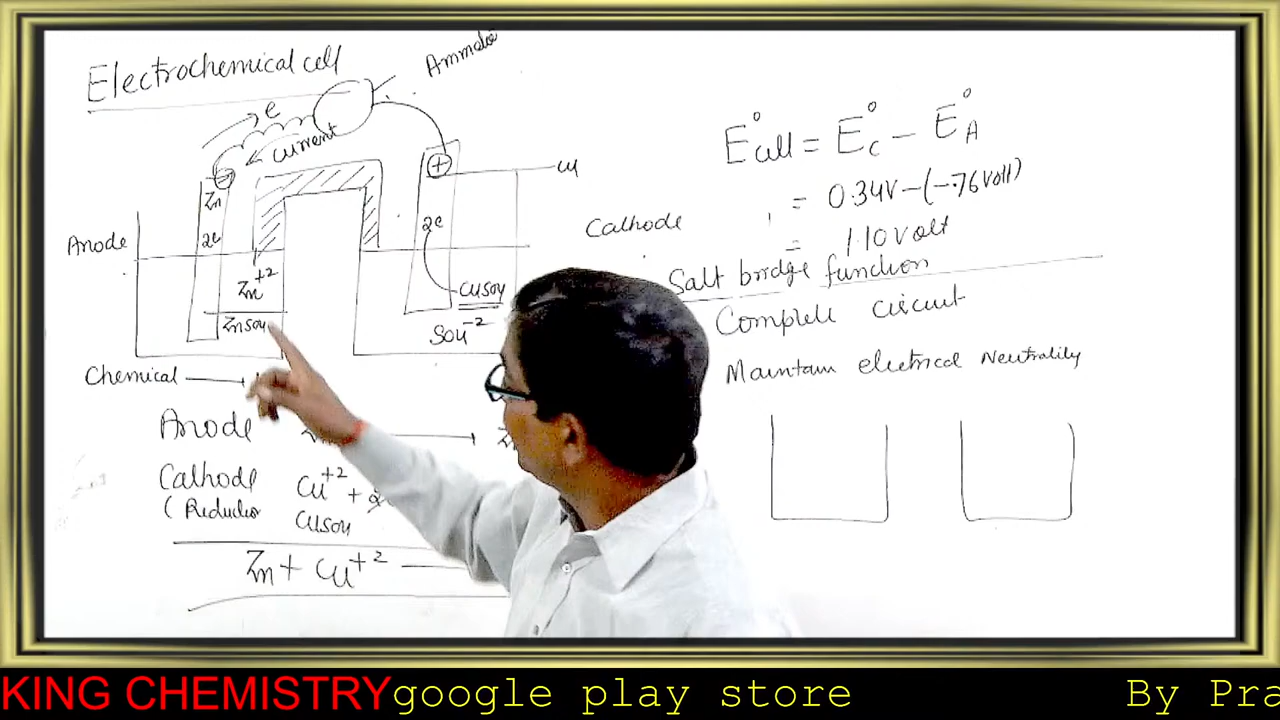 Electrochemical cell
Ammeter
e
current
Zn
2e
Anode
Zn+2
ZnSO4
+
Cu
2e
CuSO4
SO4-2
Cathode
E°cell = E°C - E°A
= 0.34V-(-.76 Volt)
= 1.10 Volt
Salt bridge function
Complete circuit
Maintain electrical Neutrality
Chemical →
Anode
Cathode
(Reductio
Cu+2 + 2
CuSO4
Zn + Cu+2
KING CHEMISTRY google play store By Pra